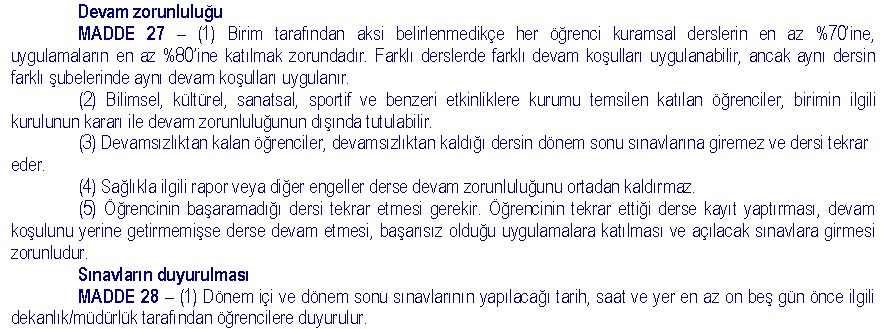 Devam zorunluluğu
MADDE 27 – (1) Birim tarafından aksi belirlenmedikçe her öğrenci kuramsal derslerin en az %70'ine,
uygulamaların en az %80'ine katılmak zorundadır. Farklı derslerde farklı devam koşulları uygulanabilir, ancak aynı dersin
farklı şubelerinde aynı devam koşulları uygulanır.
(2) Bilimsel, kültürel, sanatsal, sportif ve benzeri etkinliklere kurumu temsilen katılan öğrenciler, birimin ilgili
kurulunun kararı ile devam zorunluluğunun dışında tutulabilir.
(3) Devamsızlıktan kalan öğrenciler, devamsızlıktan kaldığı dersin dönem sonu sınavlarına giremez ve dersi tekrar
eder.
(4) Sağlıkla ilgili rapor veya diğer engeller derse devam zorunluluğunu ortadan kaldırmaz.
(5) Öğrencinin başaramadığı dersi tekrar etmesi gerekir. Öğrencinin tekrar ettiği derse kayıt yaptırması, devam
koşulunu yerine getirmemişse derse devam etmesi, başarısız olduğu uygulamalara katılması ve açılacak sınavlara girmesi
zorunludur.
Sınavların duyurulması
MADDE 28 – (1) Dönem içi ve dönem sonu sınavlarının yapılacağı tarih, saat ve yer en az on beş gün önce ilgili
dekanlık/müdürlük tarafından öğrencilere duyurulur.